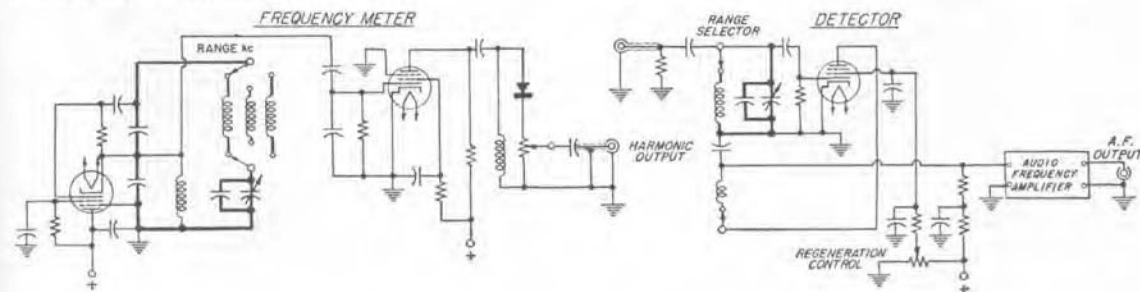 FREQUENCY METER
RANGE kc
+
+
HARMONIC
OUTPUT
DETECTOR
RANGE
SELECTOR
REGENERATION
CONTROL
+
AUDIO
FREQUENCY
AMPLIFIER
A.F.
OUTPUT